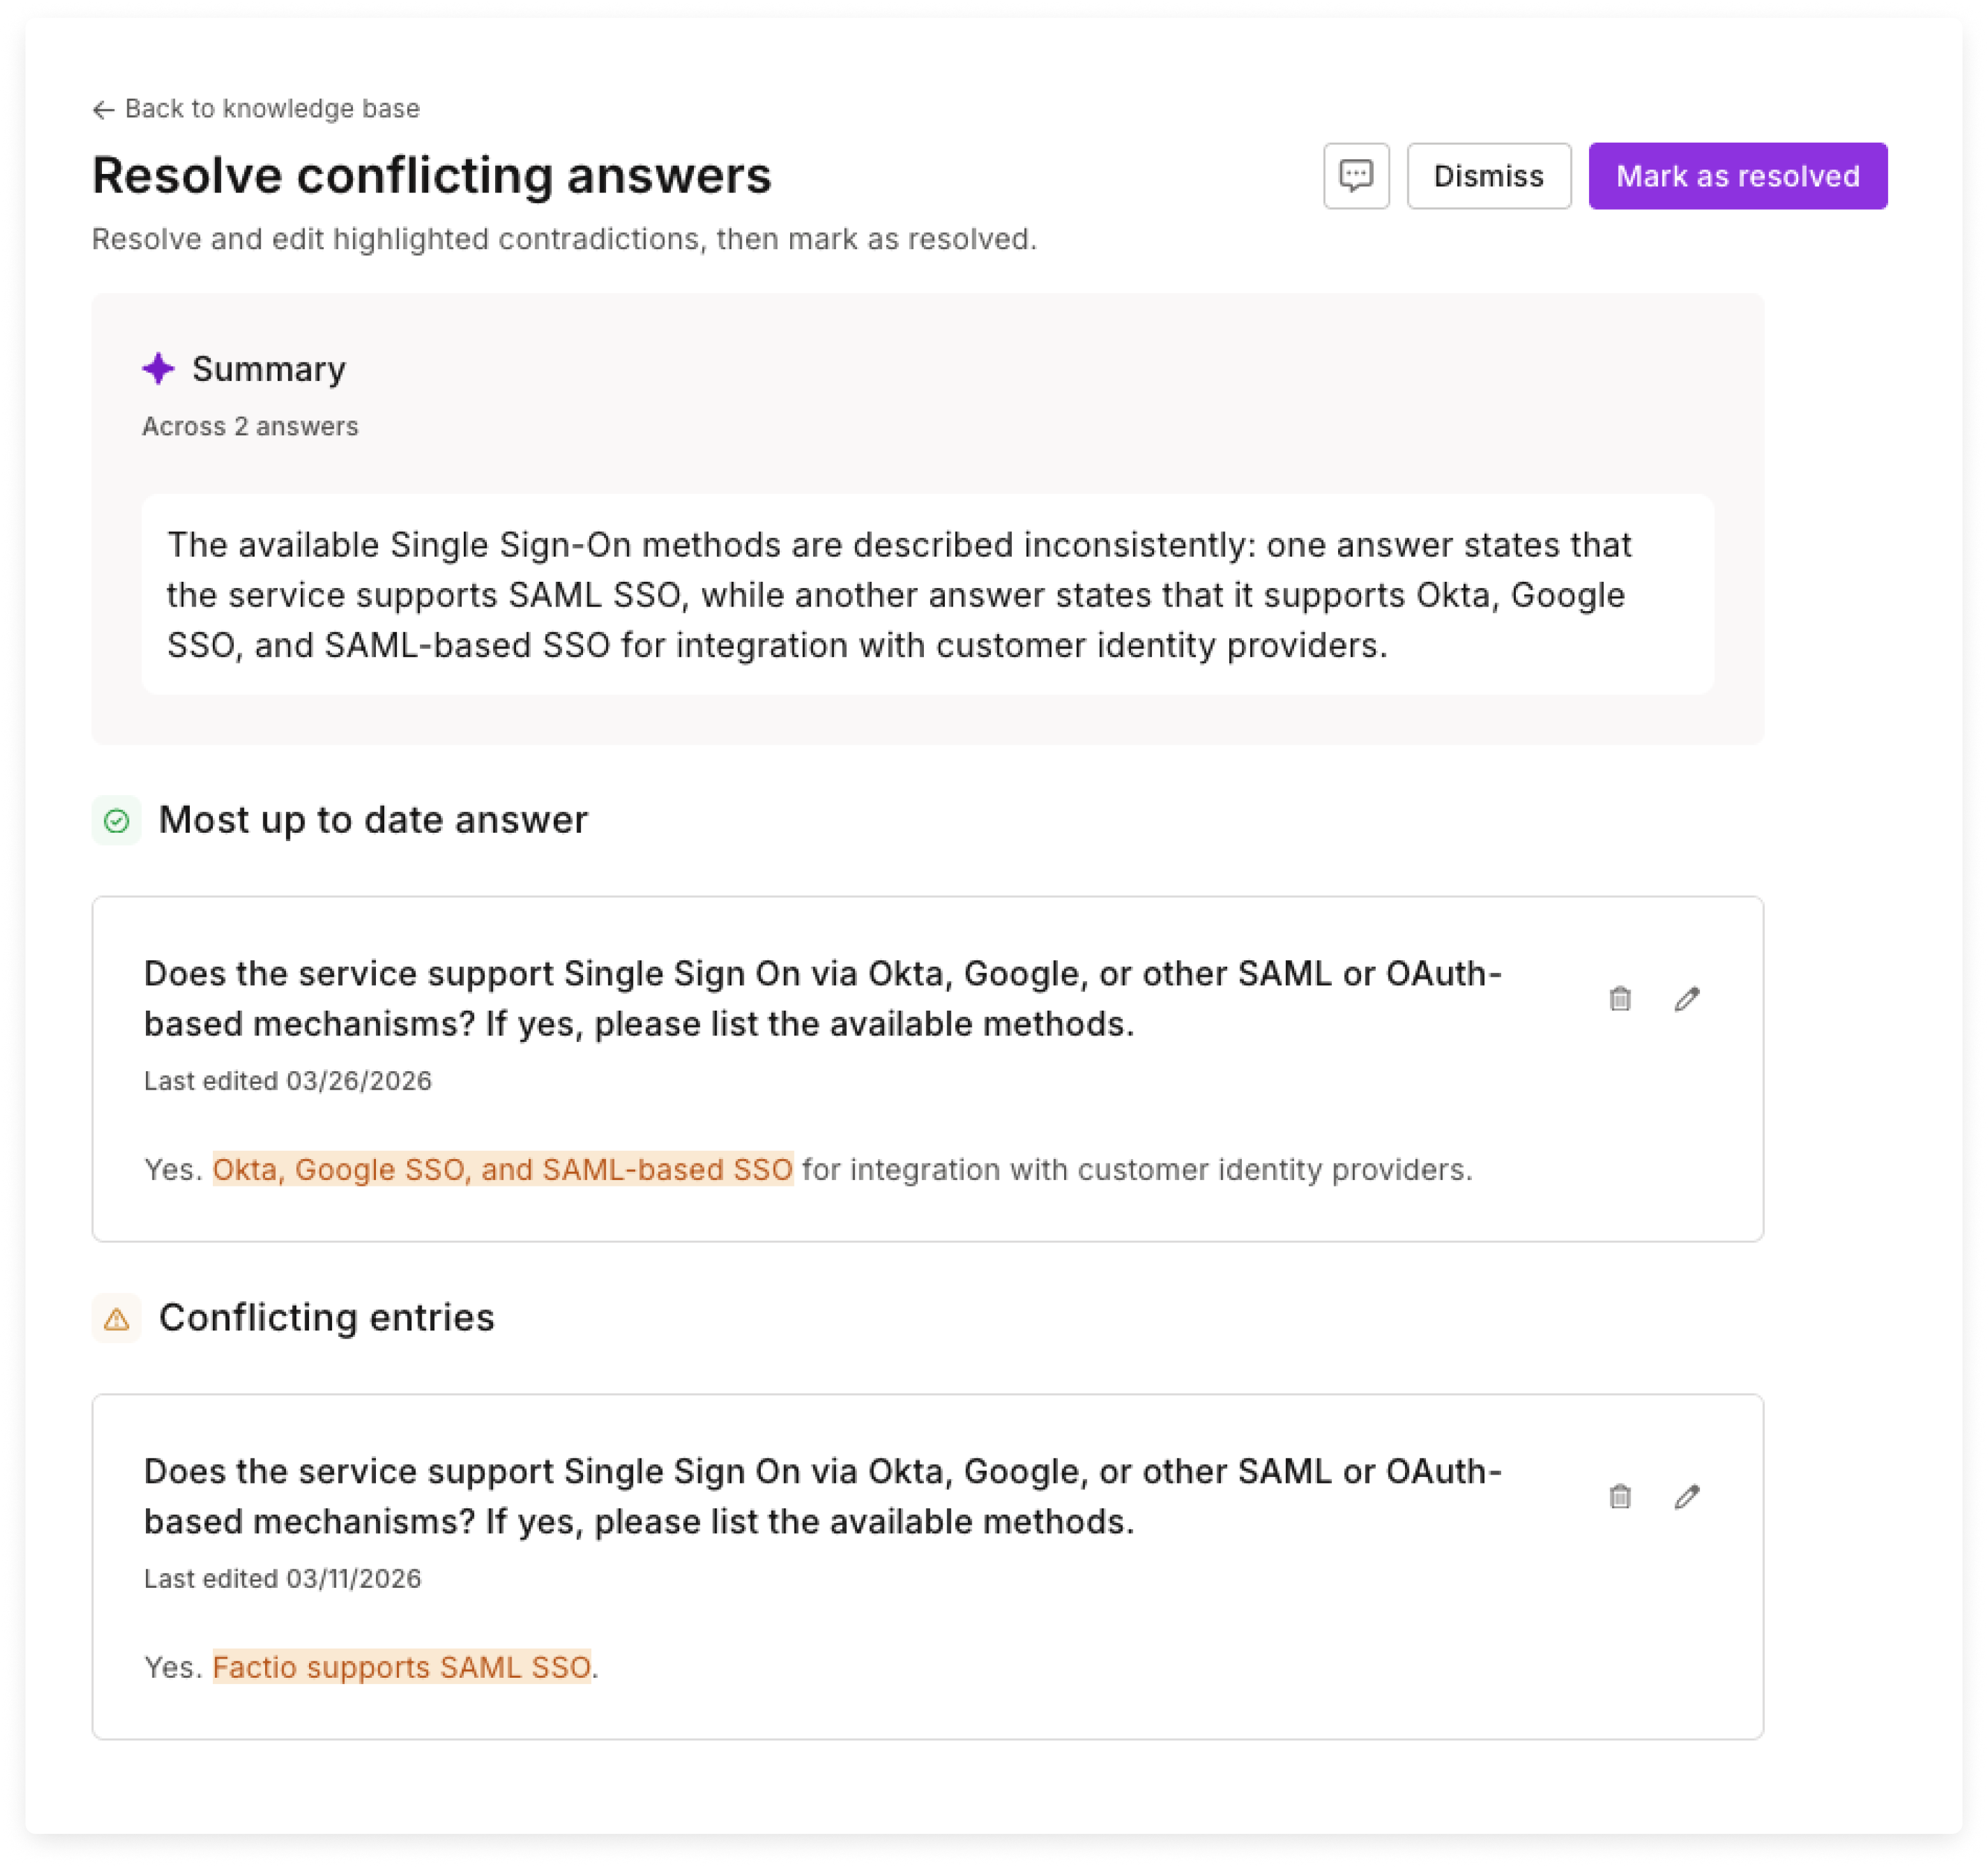 ← Back to knowledge base
Resolve conflicting answers
Dismiss
Mark as resolved
Resolve and edit highlighted contradictions, then mark as resolved.
Summary
Across 2 answers
The available Single Sign-On methods are described inconsistently: one answer states that
the service supports SAML SSO, while another answer states that it supports Okta, Google
SSO, and SAML-based SSO for integration with customer identity providers.
Most up to date answer
Does the service support Single Sign On via Okta, Google, or other SAML or OAuth-
based mechanisms? If yes, please list the available methods.
Last edited 03/26/2026
Yes. Okta, Google SSO, and SAML-based SSO for integration with customer identity providers.
Conflicting entries
Does the service support Single Sign On via Okta, Google, or other SAML or OAuth-
based mechanisms? If yes, please list the available methods.
Last edited 03/11/2026
Yes. Factio supports SAML SSO.